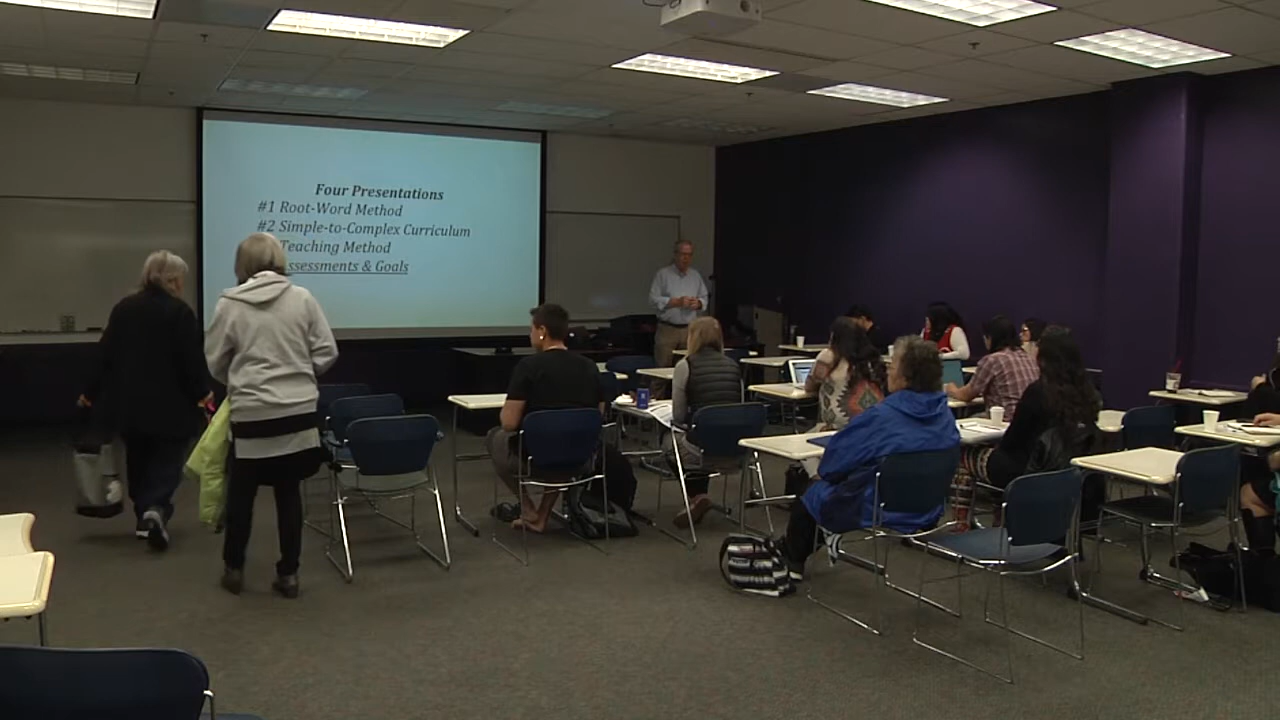 Four Presentations
#1 Root-Word Method
#2 Simple-to-Complex Curriculum
Teaching Method
ssessments & Goals